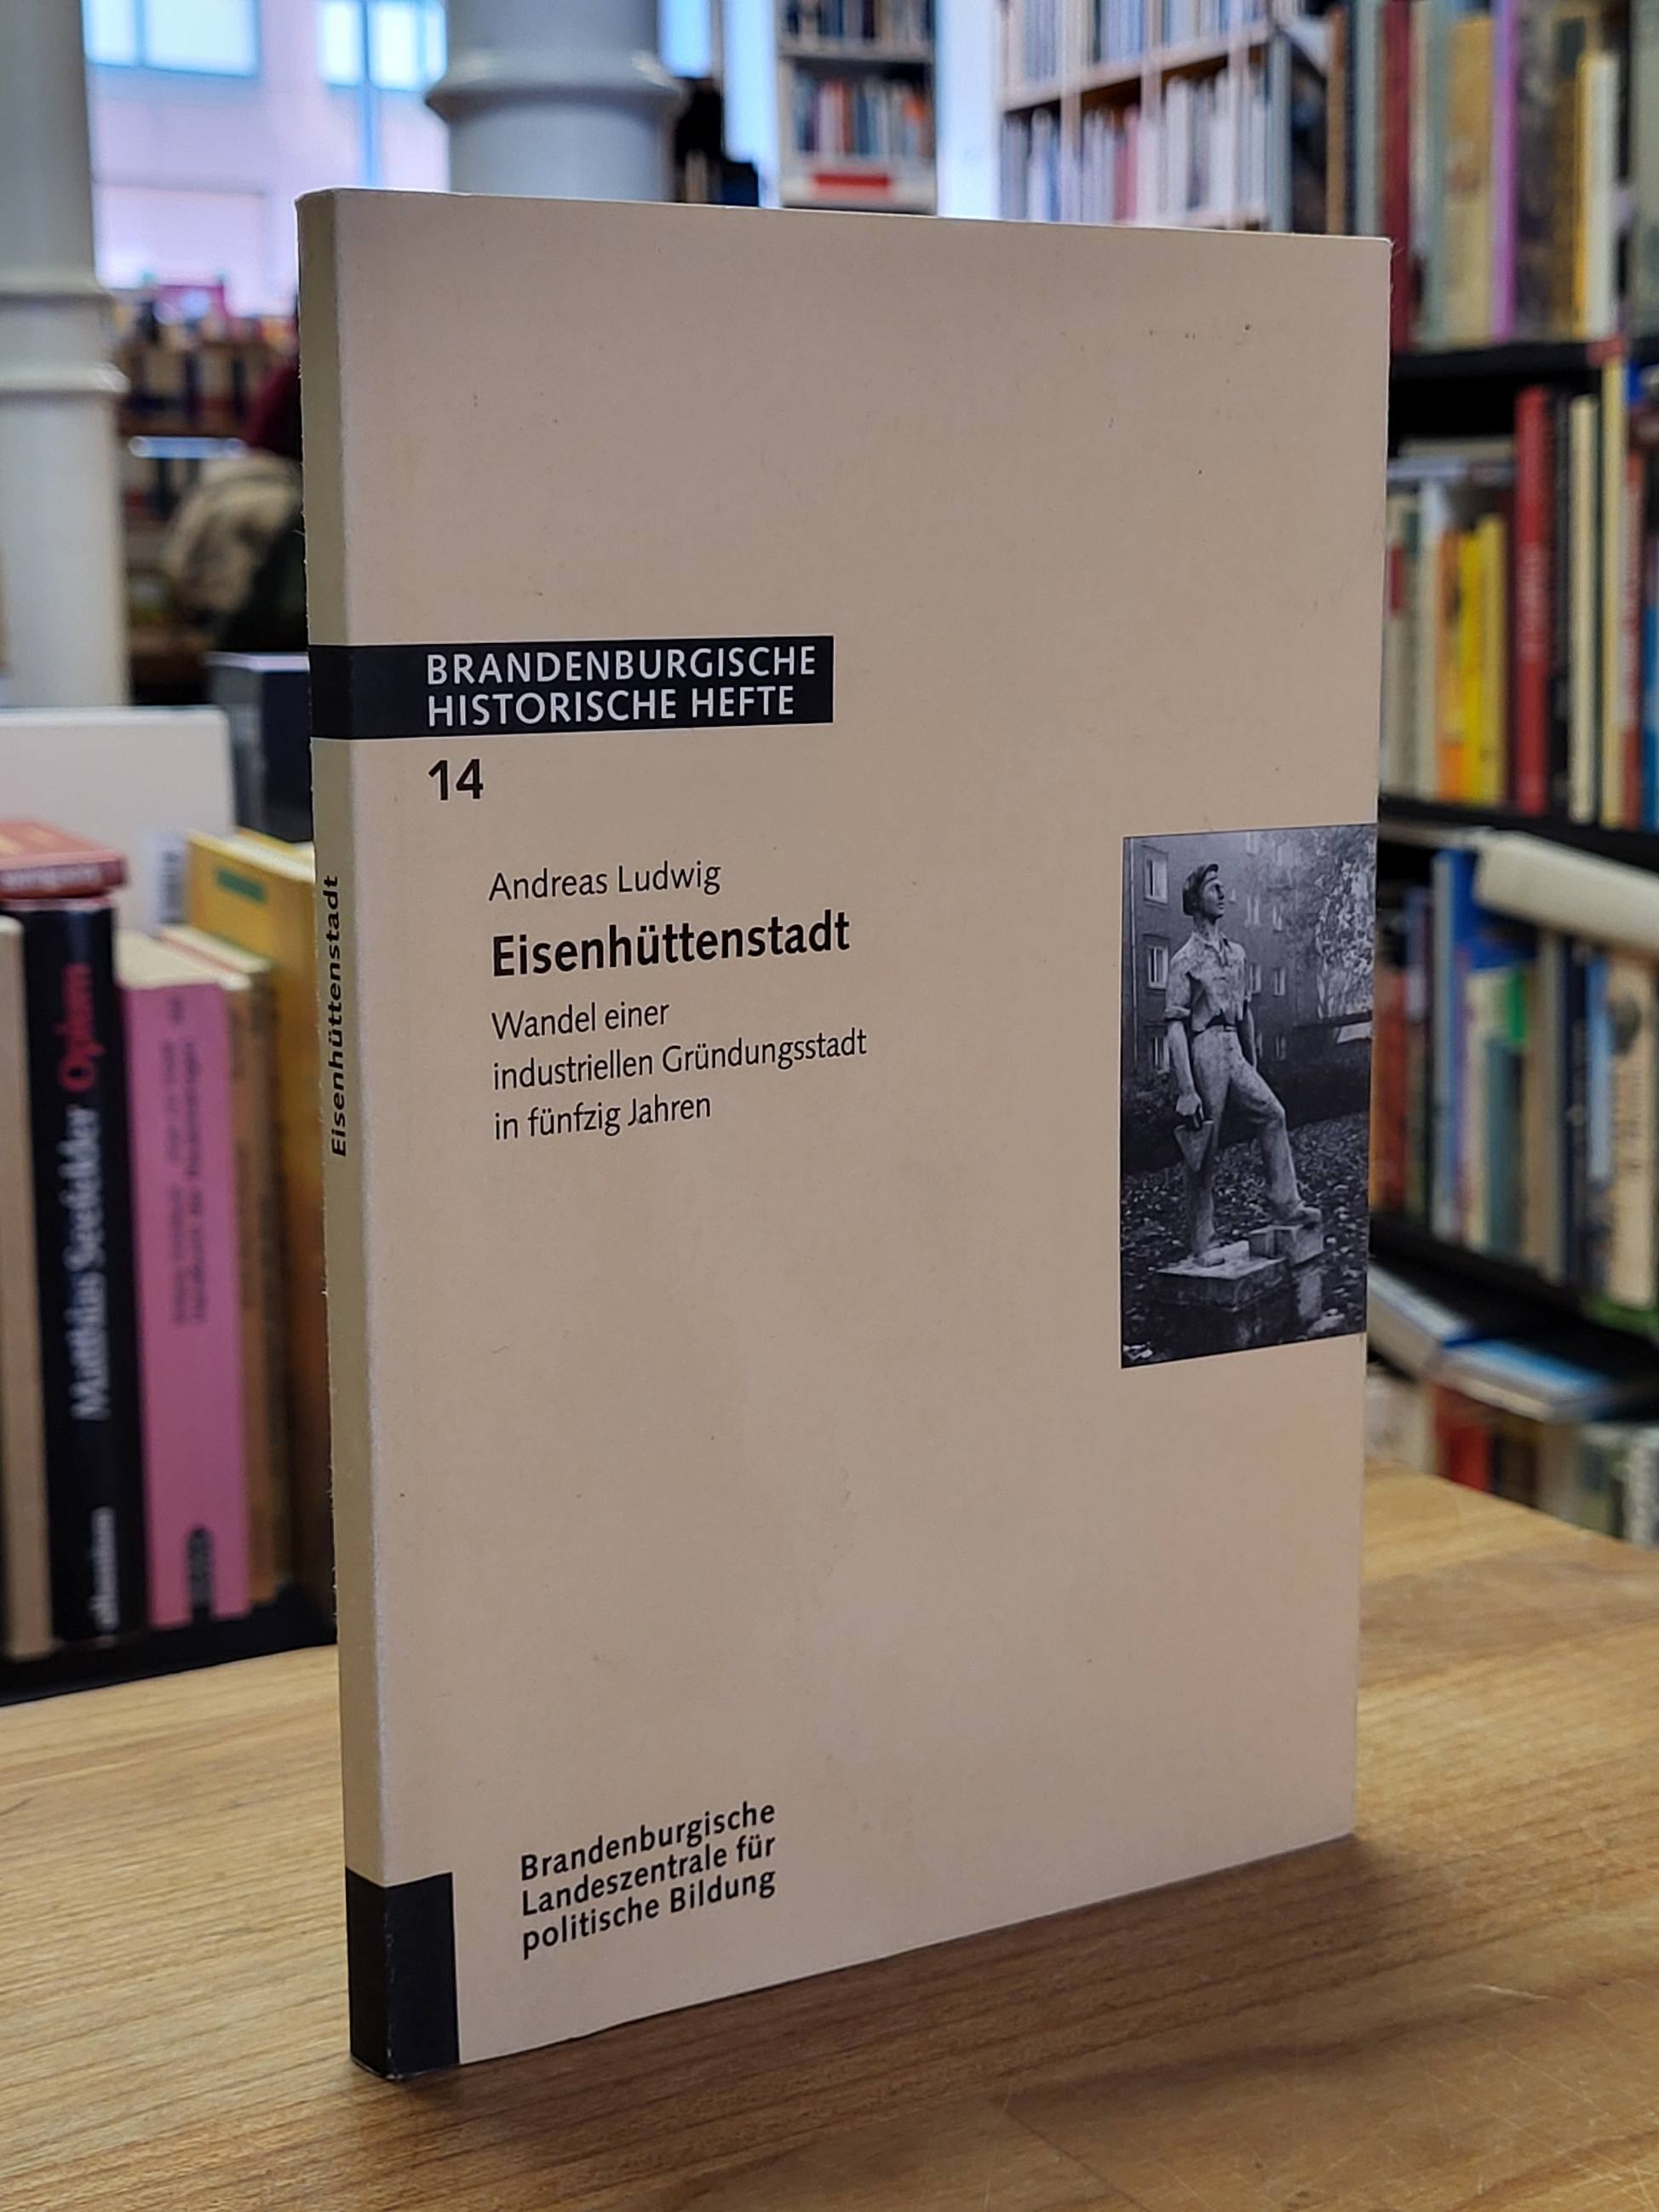 BRANDENBURGISCHE
HISTORISCHE HEFTE
14
Andreas Ludwig
Eisenhüttenstadt
Wandel einer
industriellen Gründungsstadt
in fünfzig Jahren
Brandenburgische
Landeszentrale für
politische Bildung
Eisenhüttenstadt
Matthias Seefelder Opium